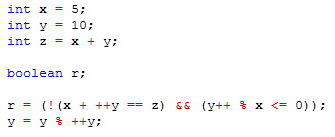 int x = 5;
int y = 10;
int z = x + y;
boolean r;
r = (!(x + ++y == z) && (y++ % x <= 0));
y = y % ++y;